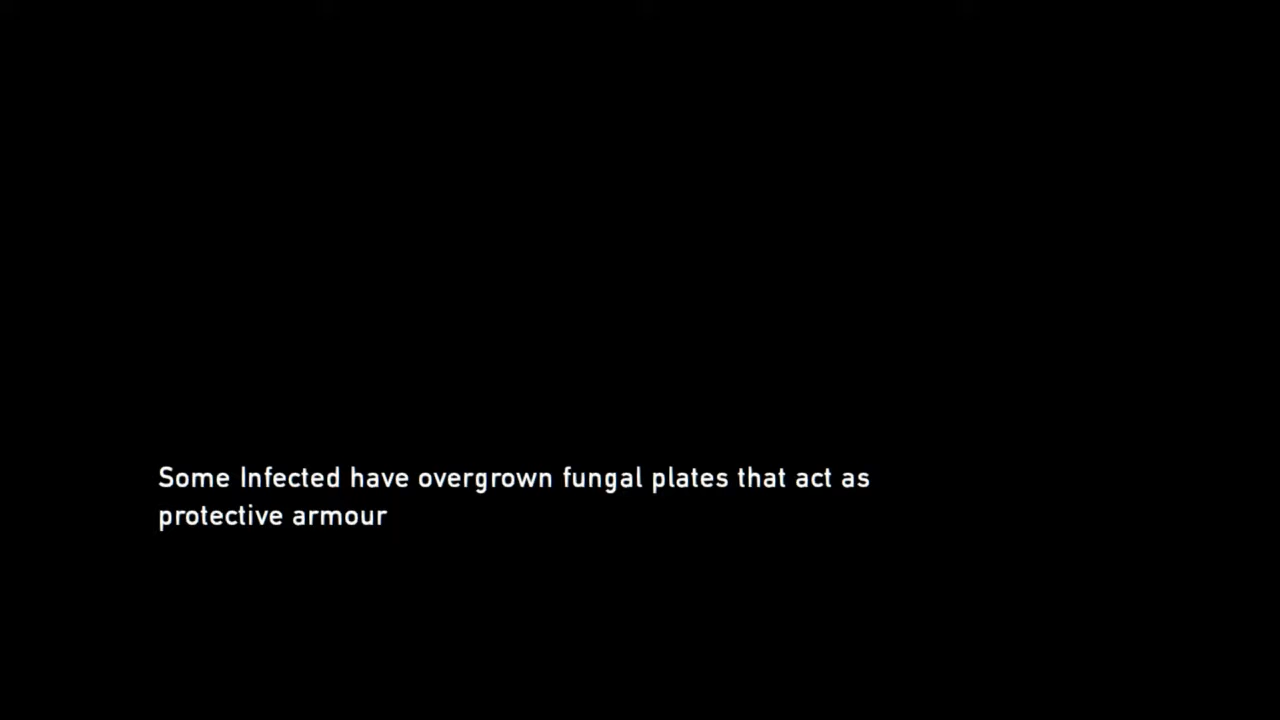 Some Infected have overgrown fungal plates that act as
protective armour